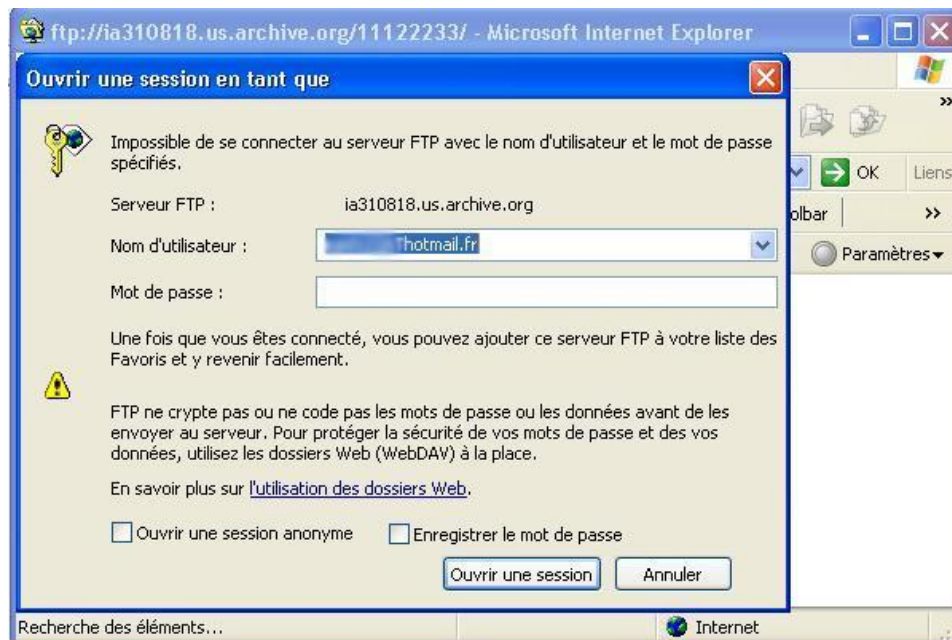 ftp://ia310818.us.archive.org/11122233/ - Microsoft Internet Explorer
Ouvrir une session en tant que
Impossible de se connecter au serveur FTP avec le nom d'utilisateur et le mot de passe
spécifiés.
Serveur FTP : ia310818.us.archive.org
Nom d'utilisateur : hotmail.fr
Mot de passe :
Une fois que vous êtes connecté, vous pouvez ajouter ce serveur FTP à votre liste des
Favoris et y revenir facilement.
FTP ne crypte pas ou ne code pas les mots de passe ou les données avant de les
envoyer au serveur. Pour protéger la sécurité de vos mots de passe et des vos
données, utilisez les dossiers Web (WebDAV) à la place.
En savoir plus sur l'utilisation des dossiers Web.
Ouvrir une session anonyme Enregistrer le mot de passe
Ouvrir une session Annuler
OK Liens
olbar
Paramètres
Recherche des éléments... Internet